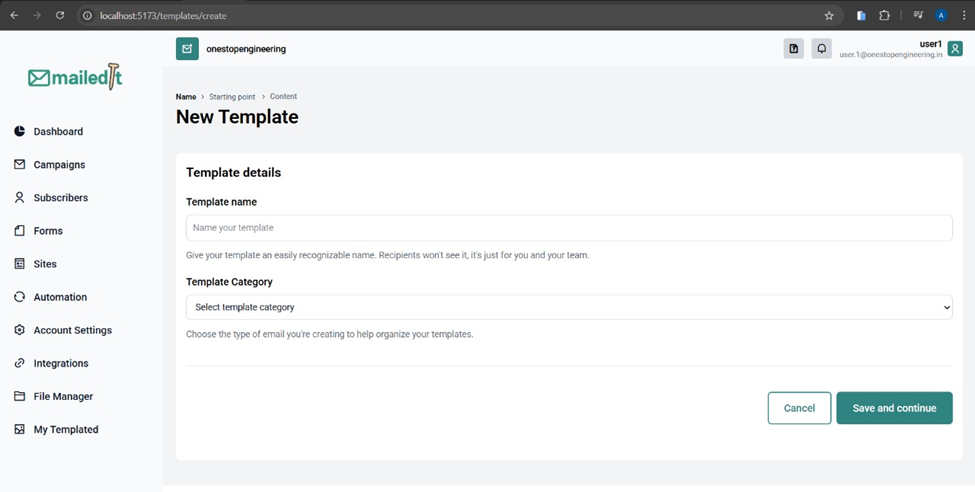 localhost:5173/templates/create
A
mailedit
onestopengineering
user1
user.1@onestopengineering.in
Dashboard
Campaigns
Subscribers
Forms
Sites
Automation
Account Settings
Integrations
File Manager
My Templated
Name > Starting point > Content
New Template
Template details
Template name
Name your template
Give your template an easily recognizable name. Recipients won't see it, it's just for you and your team.
Template Category
Select template category
Choose the type of email you're creating to help organize your templates.
Cancel
Save and continue